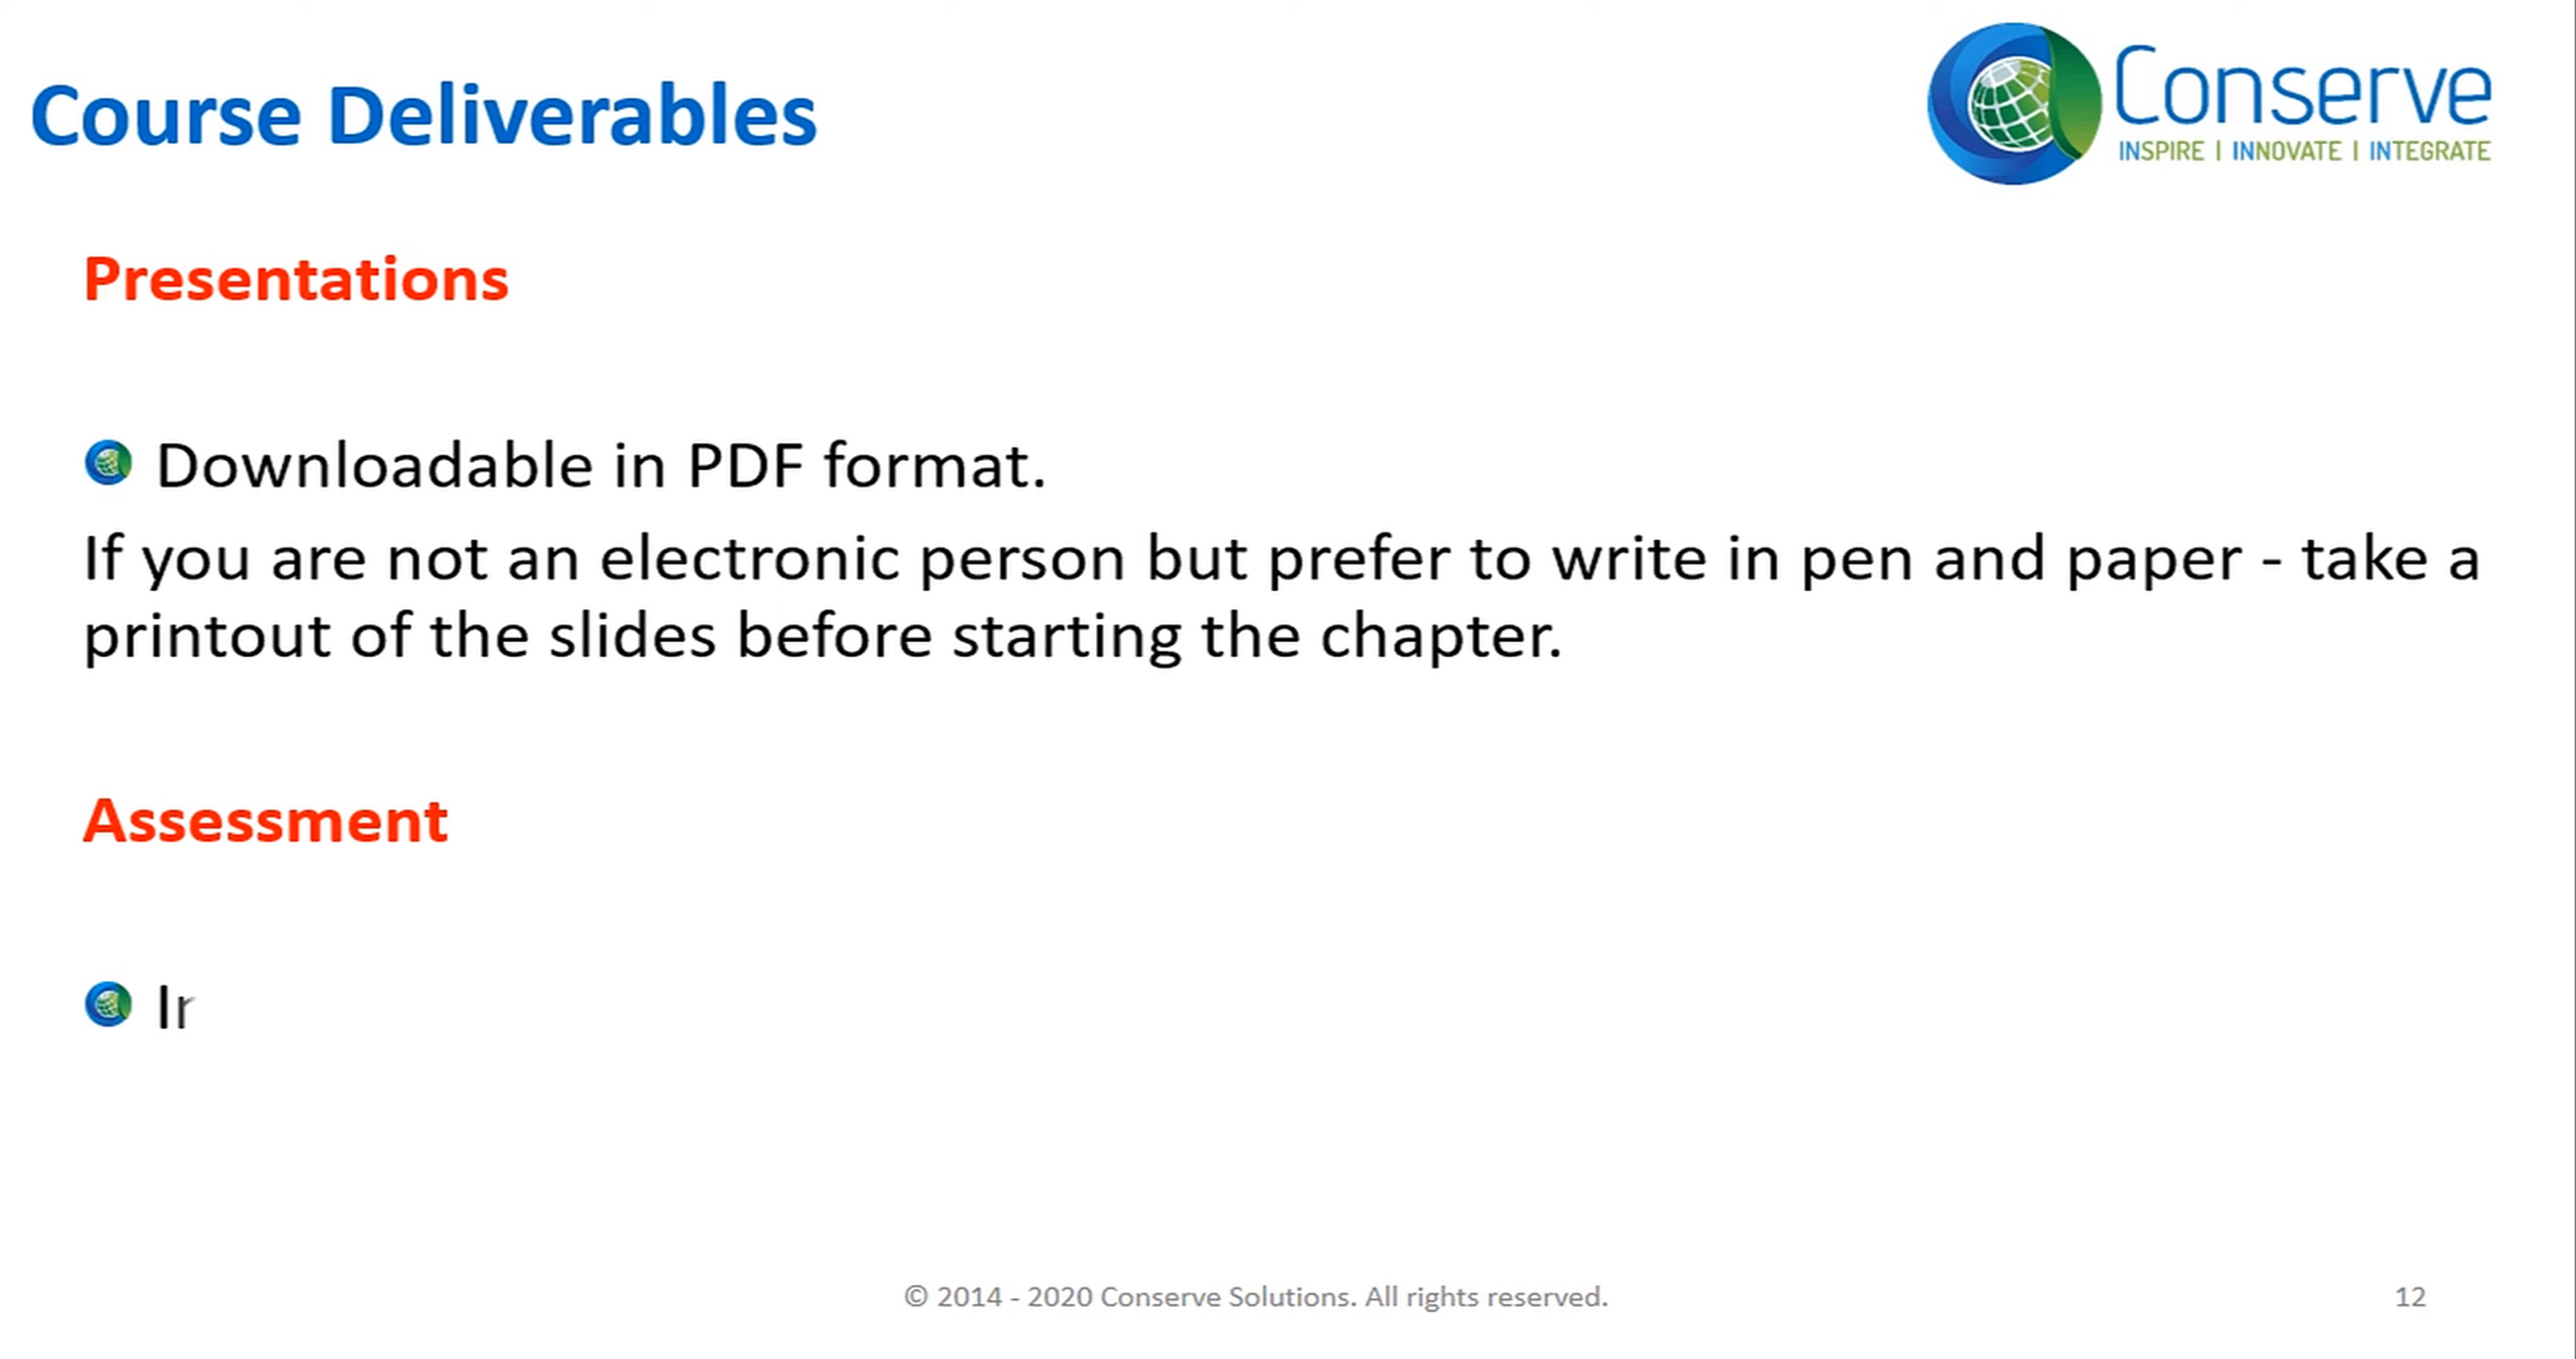 Course Deliverables
Conserve
INSPIRE | INNOVATE | INTEGRATE
Presentations
Downloadable in PDF format.
If you are not an electronic person but prefer to write in pen and paper - take a
printout of the slides before starting the chapter.
Assessment
© 2014 - 2020 Conserve Solutions. All rights reserved.
12